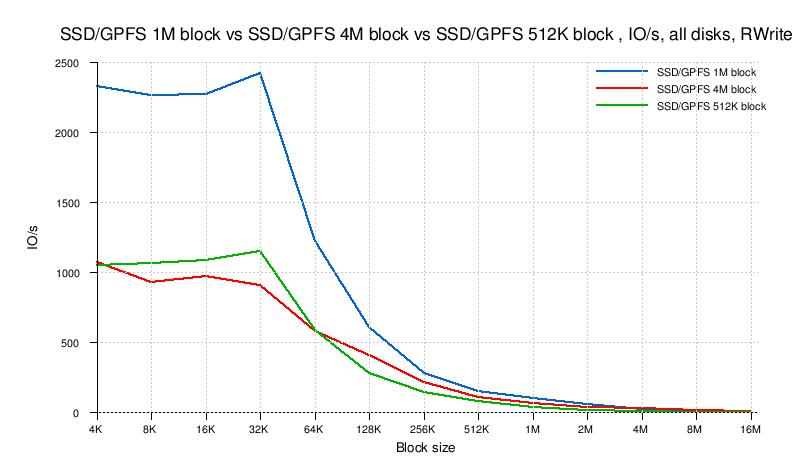 SSD/GPFS 1M block vs SSD/GPFS 4M block vs SSD/GPFS 512K block , IO/s, all disks, RWrite
SSD/GPFS 1M block
SSD/GPFS 4M block
SSD/GPFS 512K block
IO/s
2500
2000
1500
1000
500
0
4K 8K 16K 32K 64K 128K 256K 512K 1M 2M 4M 8M 16M
Block size